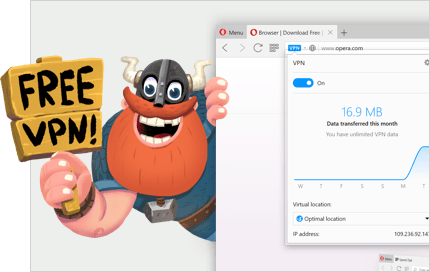 FREE
VPN!
Menu
Browser | Download Free |
VPN
www.opera.com
VPN
On
16.9 MB
Data transferred this month
You have unlimited VPN data
W T F S S M T
Virtual location:
Optimal location
IP address: 109.236.92.147
Menu